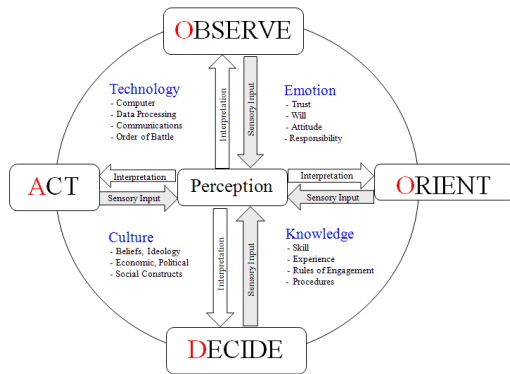 OBSERVE
Technology
- Computer
- Data Processing
- Communications
- Order of Battle
Interpretation
Sensory Input
Emotion
- Trust
- Will
- Attitude
- Responsibility
ACT
Interpretation
Sensory Input
Perception
Interpretation
Sensory Input
ORIENT
Culture
- Beliefs, Ideology
- Economic, Political
- Social Constructs
Interpretation
Sensory Input
Knowledge
- Skill
- Experience
- Rules of Engagement
- Procedures
DECIDE